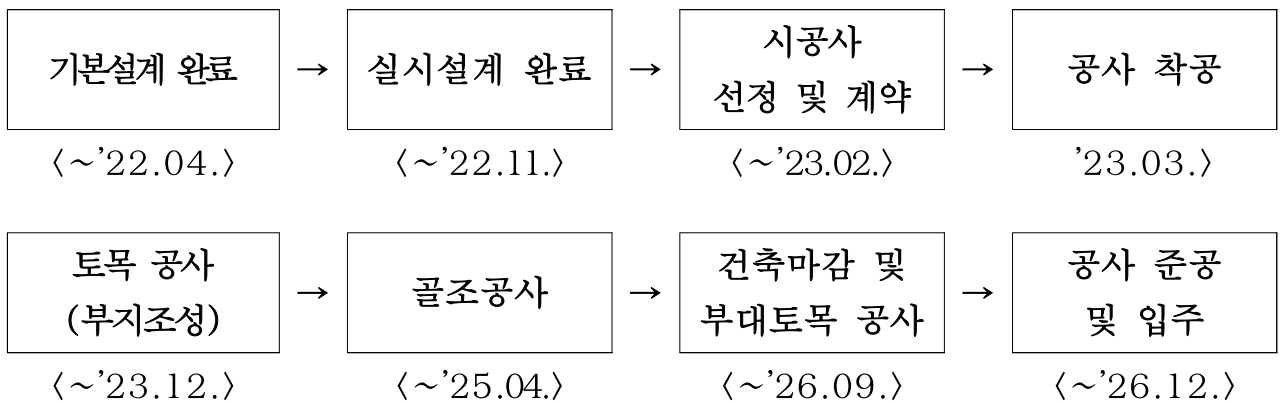 기본설계 완료 → 실시설계 완료 → 시공사 선정 및 계약 → 공사 착공
〈~'22.04.〉 〈~'22.11.〉 〈~'23.02.〉 '23.03.〉
토목 공사 (부지조성) → 골조공사 → 건축마감 및 부대토목 공사 → 공사 준공 및 입주
〈~'23.12.〉 〈~'25.04.〉 〈~'26.09.〉 〈~'26.12.〉